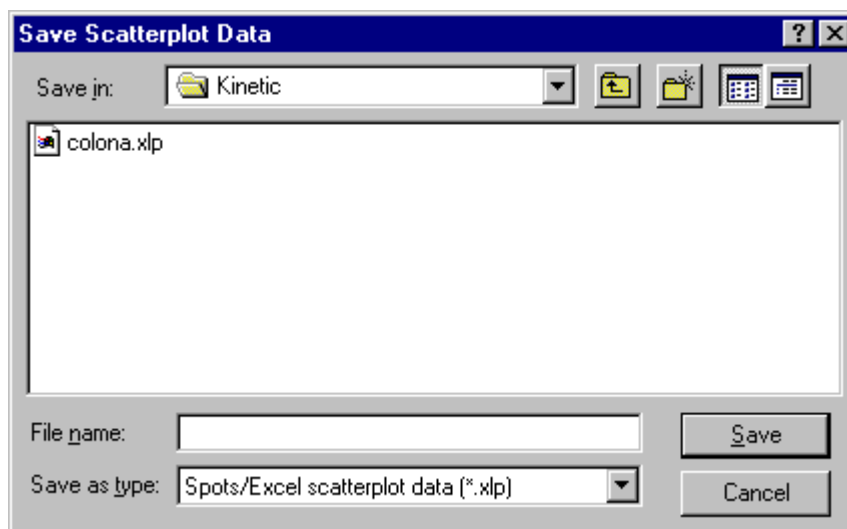 Save Scatterplot Data
Save in: Kinetic
colona.xlp
File name: Save
Save as type: Spots/Excel scatterplot data (*.xlp) Cancel